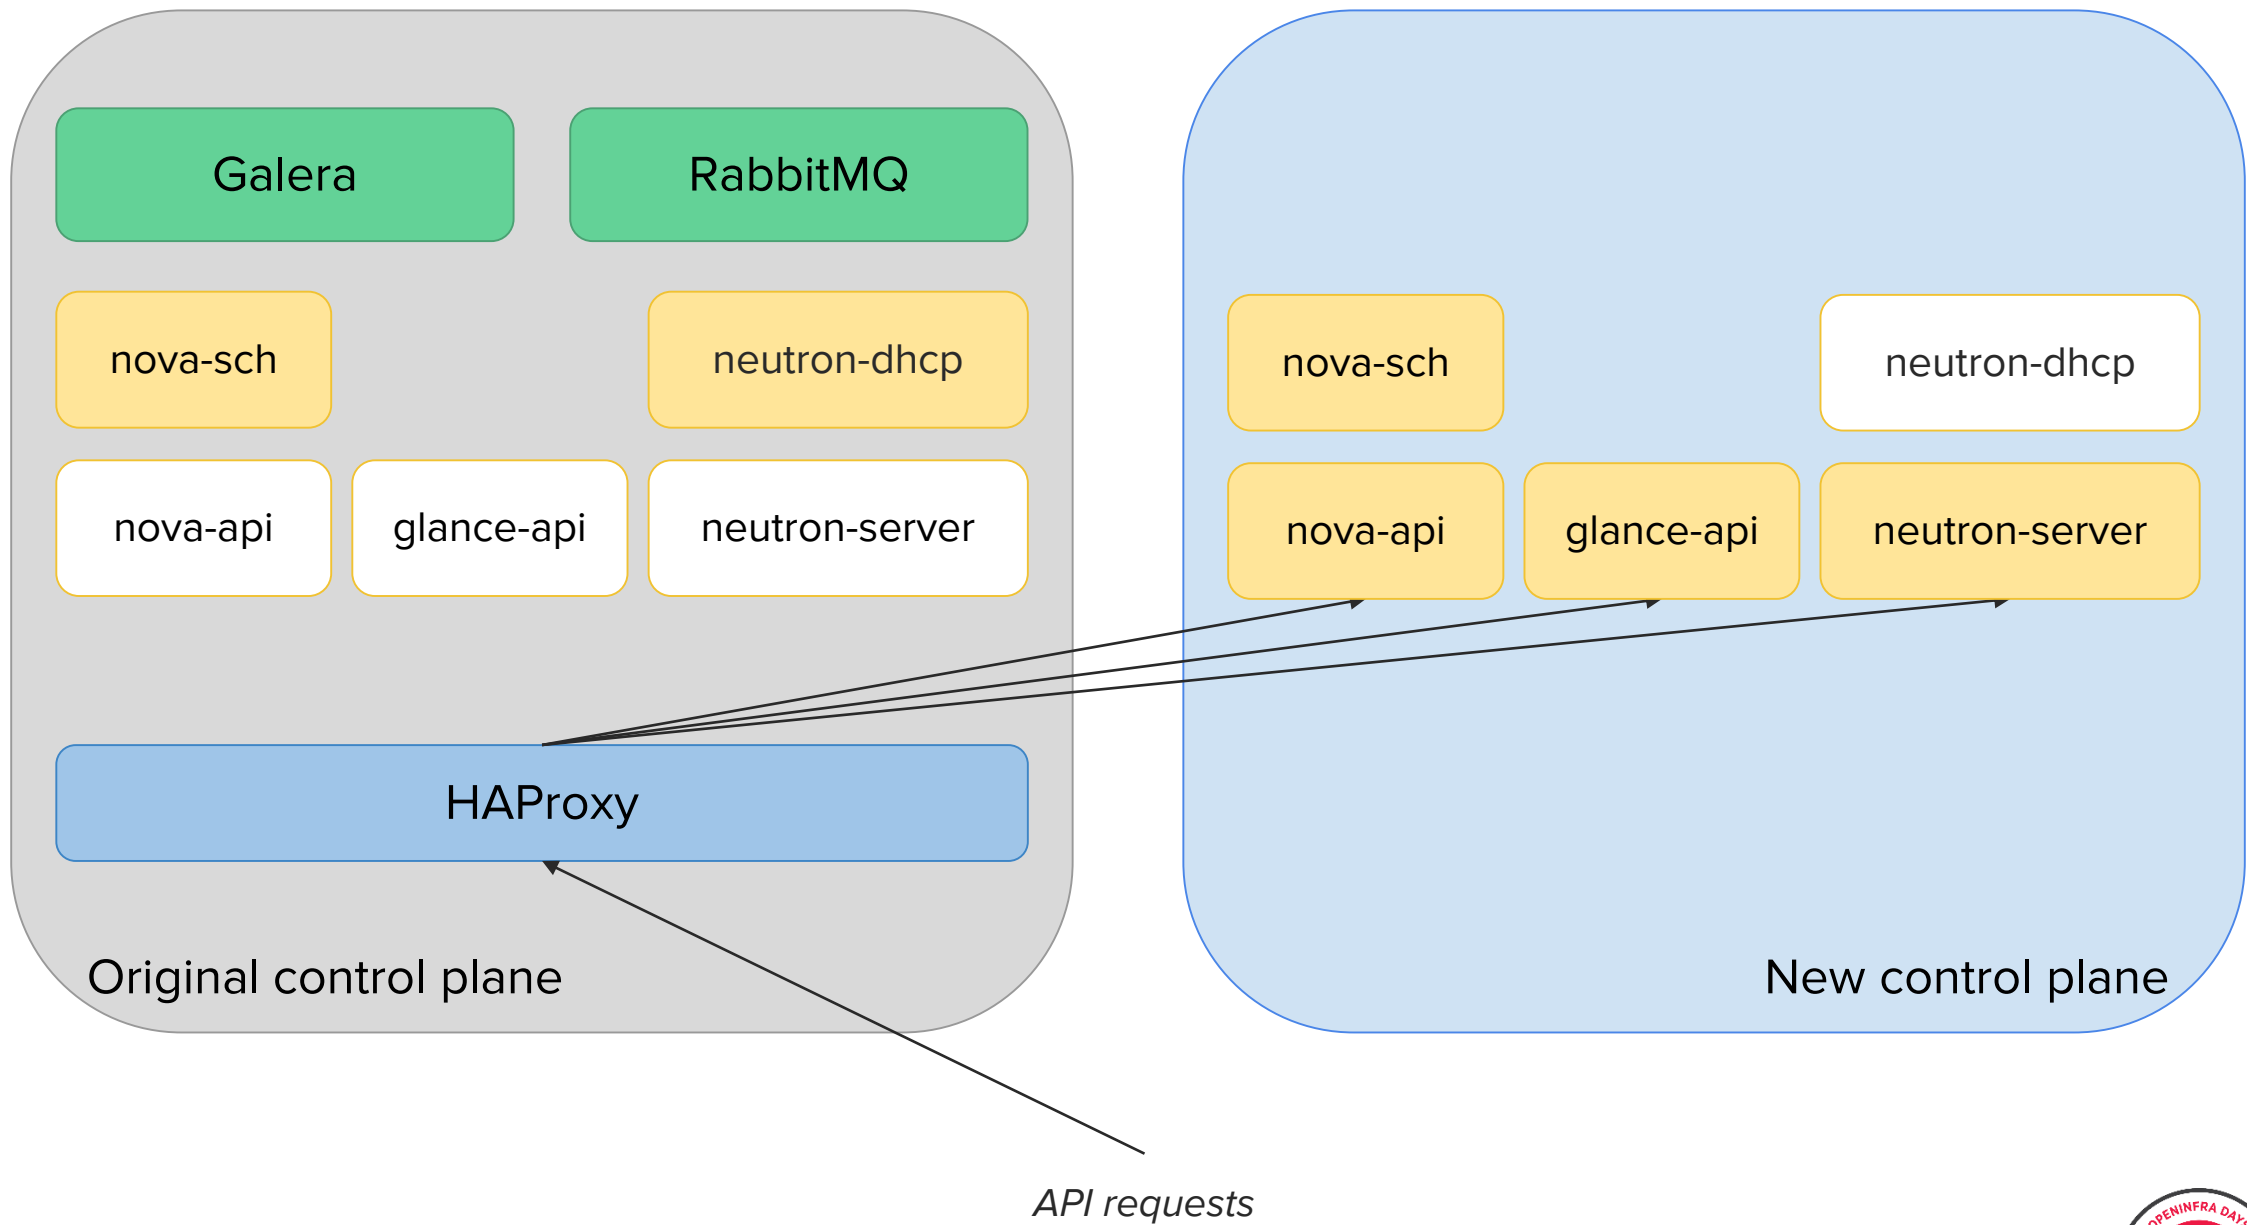 Galera
RabbitMQ
nova-sch
neutron-dhcp
nova-api
glance-api
neutron-server
HAProxy
Original control plane
nova-sch
neutron-dhcp
nova-api
glance-api
neutron-server
New control plane
API requests